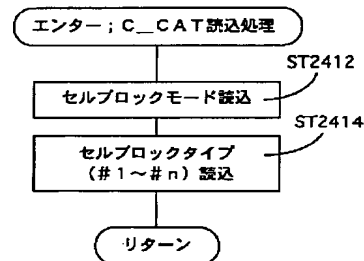 エンター；C＿CAT読込処理
ST2412
セルブロックモード読込
ST2414
セルブロックタイプ
（＃1～＃n）読込
リターン